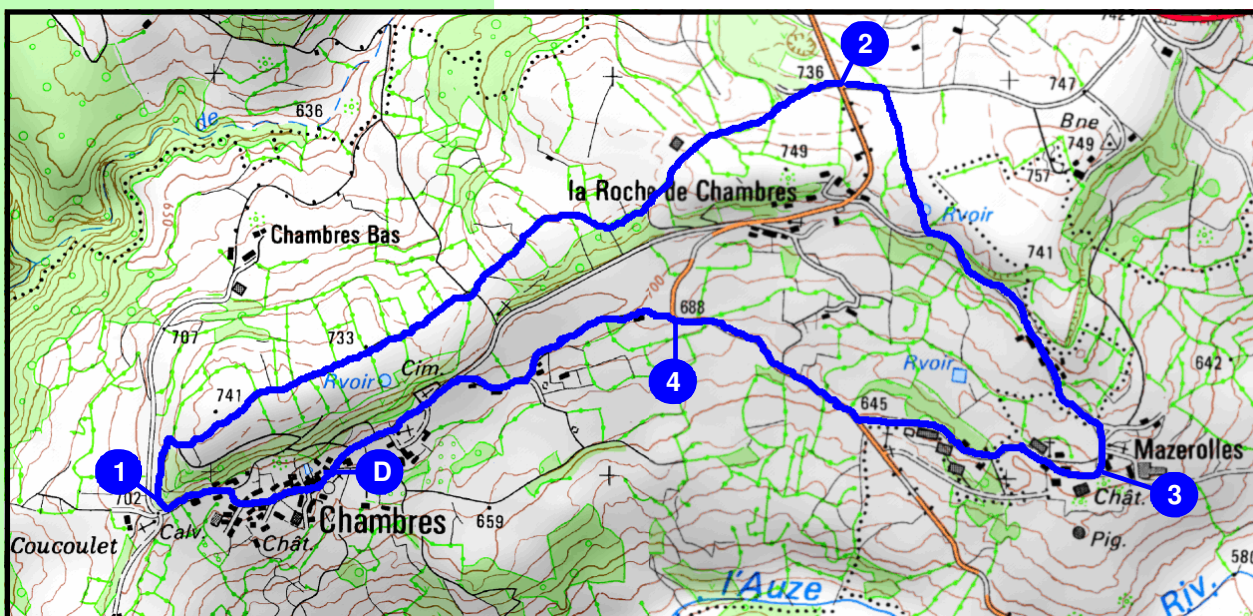 742
2
736
747
de
636
Bne
749
749
757
la Roche de Chambres
650
Rvoir
Chambres Bas
741
700
688
707
733
642
Rvoir
Cim.
Rvoir
4
741
645
Mazerolles
1
D
3
702
Chât.
Calv.
Chambres
659
Coucoulet
Chât.
Pig.
580
l'Auze
Riv.